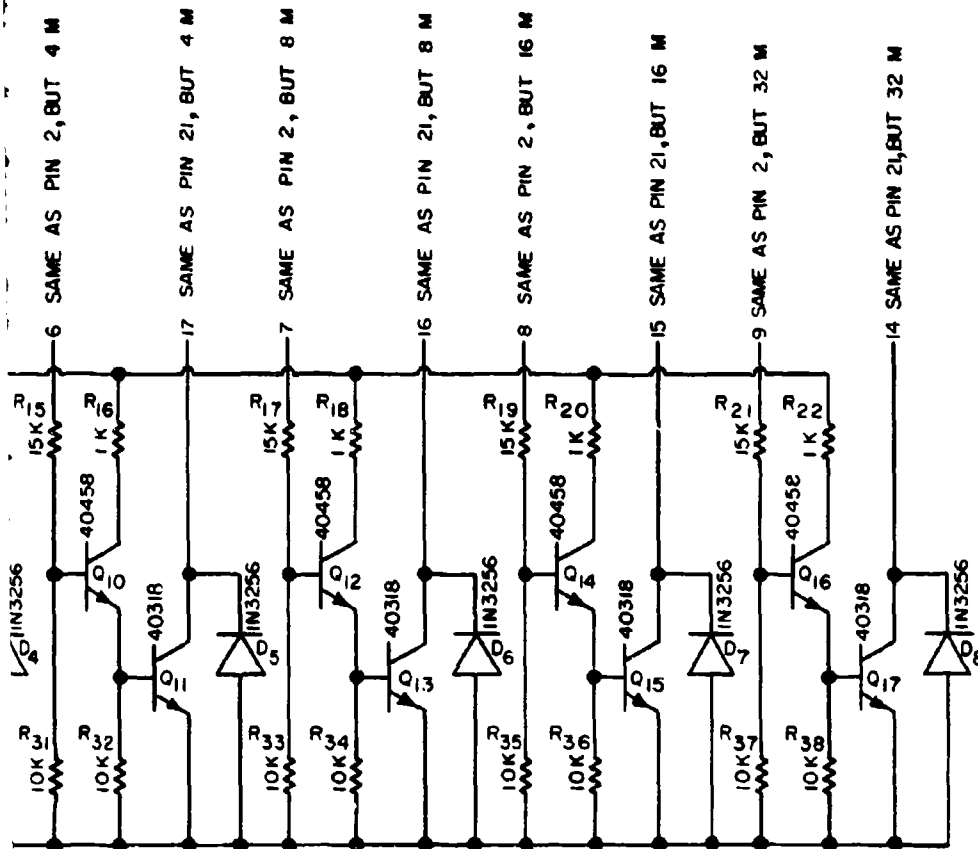 6 SAME AS PIN 2, BUT 4 M
17 SAME AS PIN 21, BUT 4 M
7 SAME AS PIN 2, BUT 8 M
16 SAME AS PIN 21, BUT 8 M
8 SAME AS PIN 2, BUT 16 M
15 SAME AS PIN 21, BUT 16 M
9 SAME AS PIN 2, BUT 32 M
14 SAME AS PIN 21, BUT 32 M
R15
15K
R16
1K
R17
15K
R18
1K
R19
15K
R20
1K
R21
15K
R22
1K
D4
1N3256
40458
Q10
40318
Q11
1N3256
D5
40458
Q12
40318
Q13
1N3256
D6
40458
Q14
40318
Q15
1N3256
D7
40458
Q16
40318
Q17
1N3256
D8
R31
10K
R32
10K
R33
10K
R34
10K
R35
10K
R36
10K
R37
10K
R38
10K